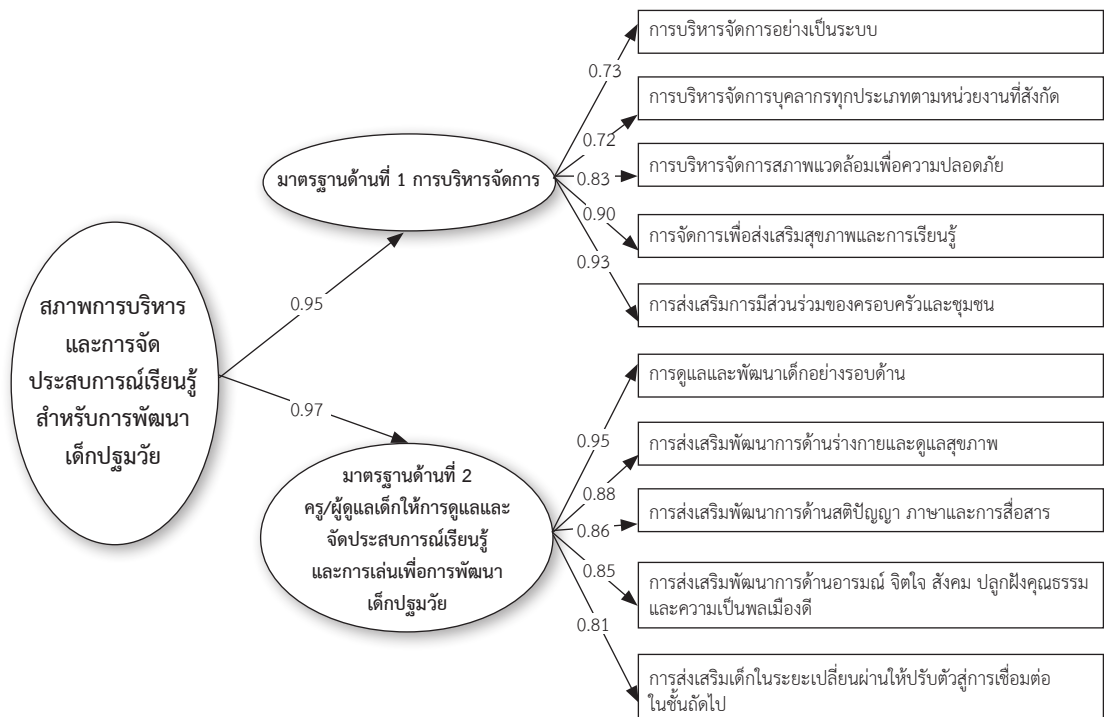 สภาพการบริหาร
และการจัด
ประสบการณ์เรียนรู้
สำหรับการพัฒนา
เด็กปฐมวัย
0.95
0.97
มาตรฐานด้านที่ 1 การบริหารจัดการ
0.73
0.72
0.83
0.90
0.93
การบริหารจัดการอย่างเป็นระบบ
การบริหารจัดการบุคลากรทุกประเภทตามหน่วยงานที่สังกัด
การบริหารจัดการสภาพแวดล้อมเพื่อความปลอดภัย
การจัดการเพื่อส่งเสริมสุขภาพและการเรียนรู้
การส่งเสริมการมีส่วนร่วมของครอบครัวและชุมชน
มาตรฐานด้านที่ 2
ครู/ผู้ดูแลเด็กให้การดูแลและ
จัดประสบการณ์เรียนรู้
และการเล่นเพื่อการพัฒนา
เด็กปฐมวัย
0.95
0.88
0.86
0.85
0.81
การดูแลและพัฒนาเด็กอย่างรอบด้าน
การส่งเสริมพัฒนาการด้านร่างกายและดูแลสุขภาพ
การส่งเสริมพัฒนาการด้านสติปัญญา ภาษาและการสื่อสาร
การส่งเสริมพัฒนาการด้านอารมณ์ จิตใจ สังคม ปลูกฝังคุณธรรม
และความเป็นพลเมืองดี
การส่งเสริมเด็กในระยะเปลี่ยนผ่านให้ปรับตัวสู่การเชื่อมต่อ
ในชั้นถัดไป